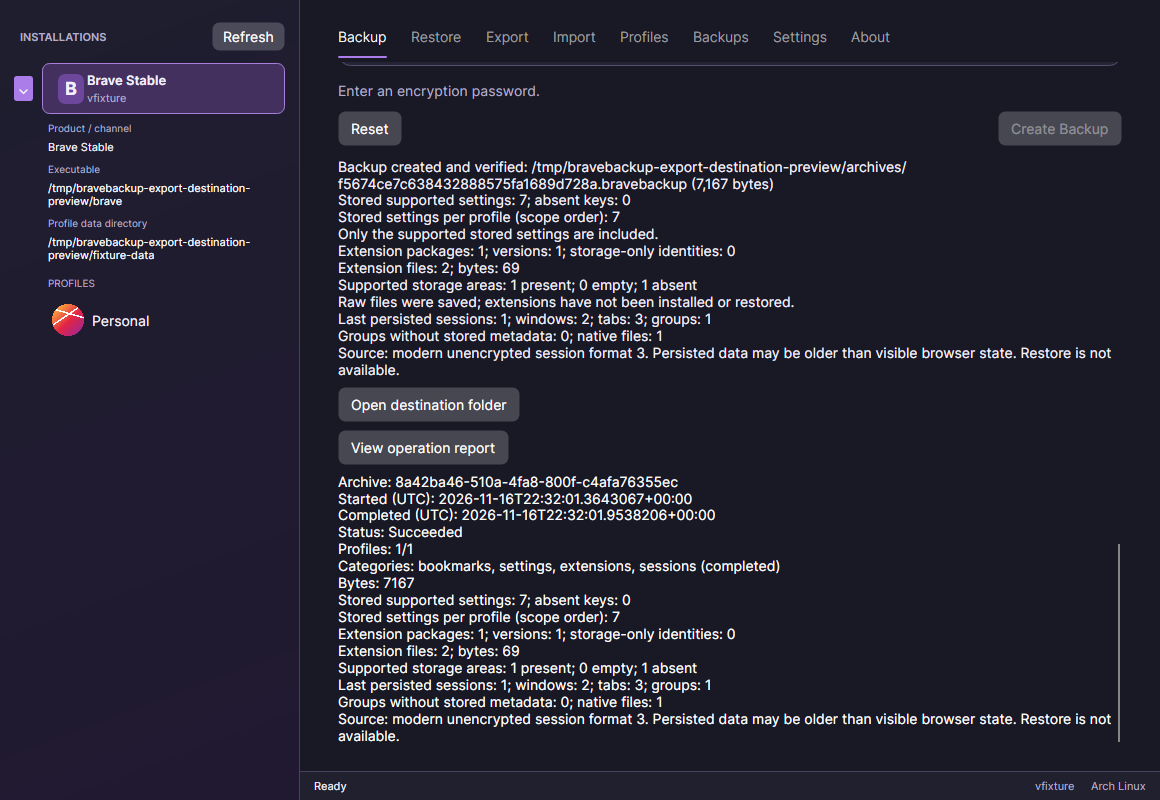 INSTALLATIONS
Refresh
B
Brave Stable
vfixture
Product / channel
Brave Stable
Executable
/tmp/bravebackup-export-destination-
preview/brave
Profile data directory
/tmp/bravebackup-export-destination-
preview/fixture-data
PROFILES
Personal
Backup Restore Export Import Profiles Backups Settings About
Enter an encryption password.
Reset
Create Backup
Backup created and verified: /tmp/bravebackup-export-destination-preview/archives/
f5674ce7c638432888575fa1689d728a.bravebackup (7,167 bytes)
Stored supported settings: 7; absent keys: 0
Stored settings per profile (scope order): 7
Only the supported stored settings are included.
Extension packages: 1; versions: 1; storage-only identities: 0
Extension files: 2; bytes: 69
Supported storage areas: 1 present; 0 empty; 1 absent
Raw files were saved; extensions have not been installed or restored.
Last persisted sessions: 1; windows: 2; tabs: 3; groups: 1
Groups without stored metadata: 0; native files: 1
Source: modern unencrypted session format 3. Persisted data may be older than visible browser state. Restore is not
available.
Open destination folder
View operation report
Archive: 8a42ba46-510a-4fa8-800f-c4afa76355ec
Started (UTC): 2026-11-16T22:32:01.3643067+00:00
Completed (UTC): 2026-11-16T22:32:01.9538206+00:00
Status: Succeeded
Profiles: 1/1
Categories: bookmarks, settings, extensions, sessions (completed)
Bytes: 7167
Stored supported settings: 7; absent keys: 0
Stored settings per profile (scope order): 7
Extension packages: 1; versions: 1; storage-only identities: 0
Extension files: 2; bytes: 69
Supported storage areas: 1 present; 0 empty; 1 absent
Last persisted sessions: 1; windows: 2; tabs: 3; groups: 1
Groups without stored metadata: 0; native files: 1
Source: modern unencrypted session format 3. Persisted data may be older than visible browser state. Restore is not
available.
Ready
vfixture
Arch Linux